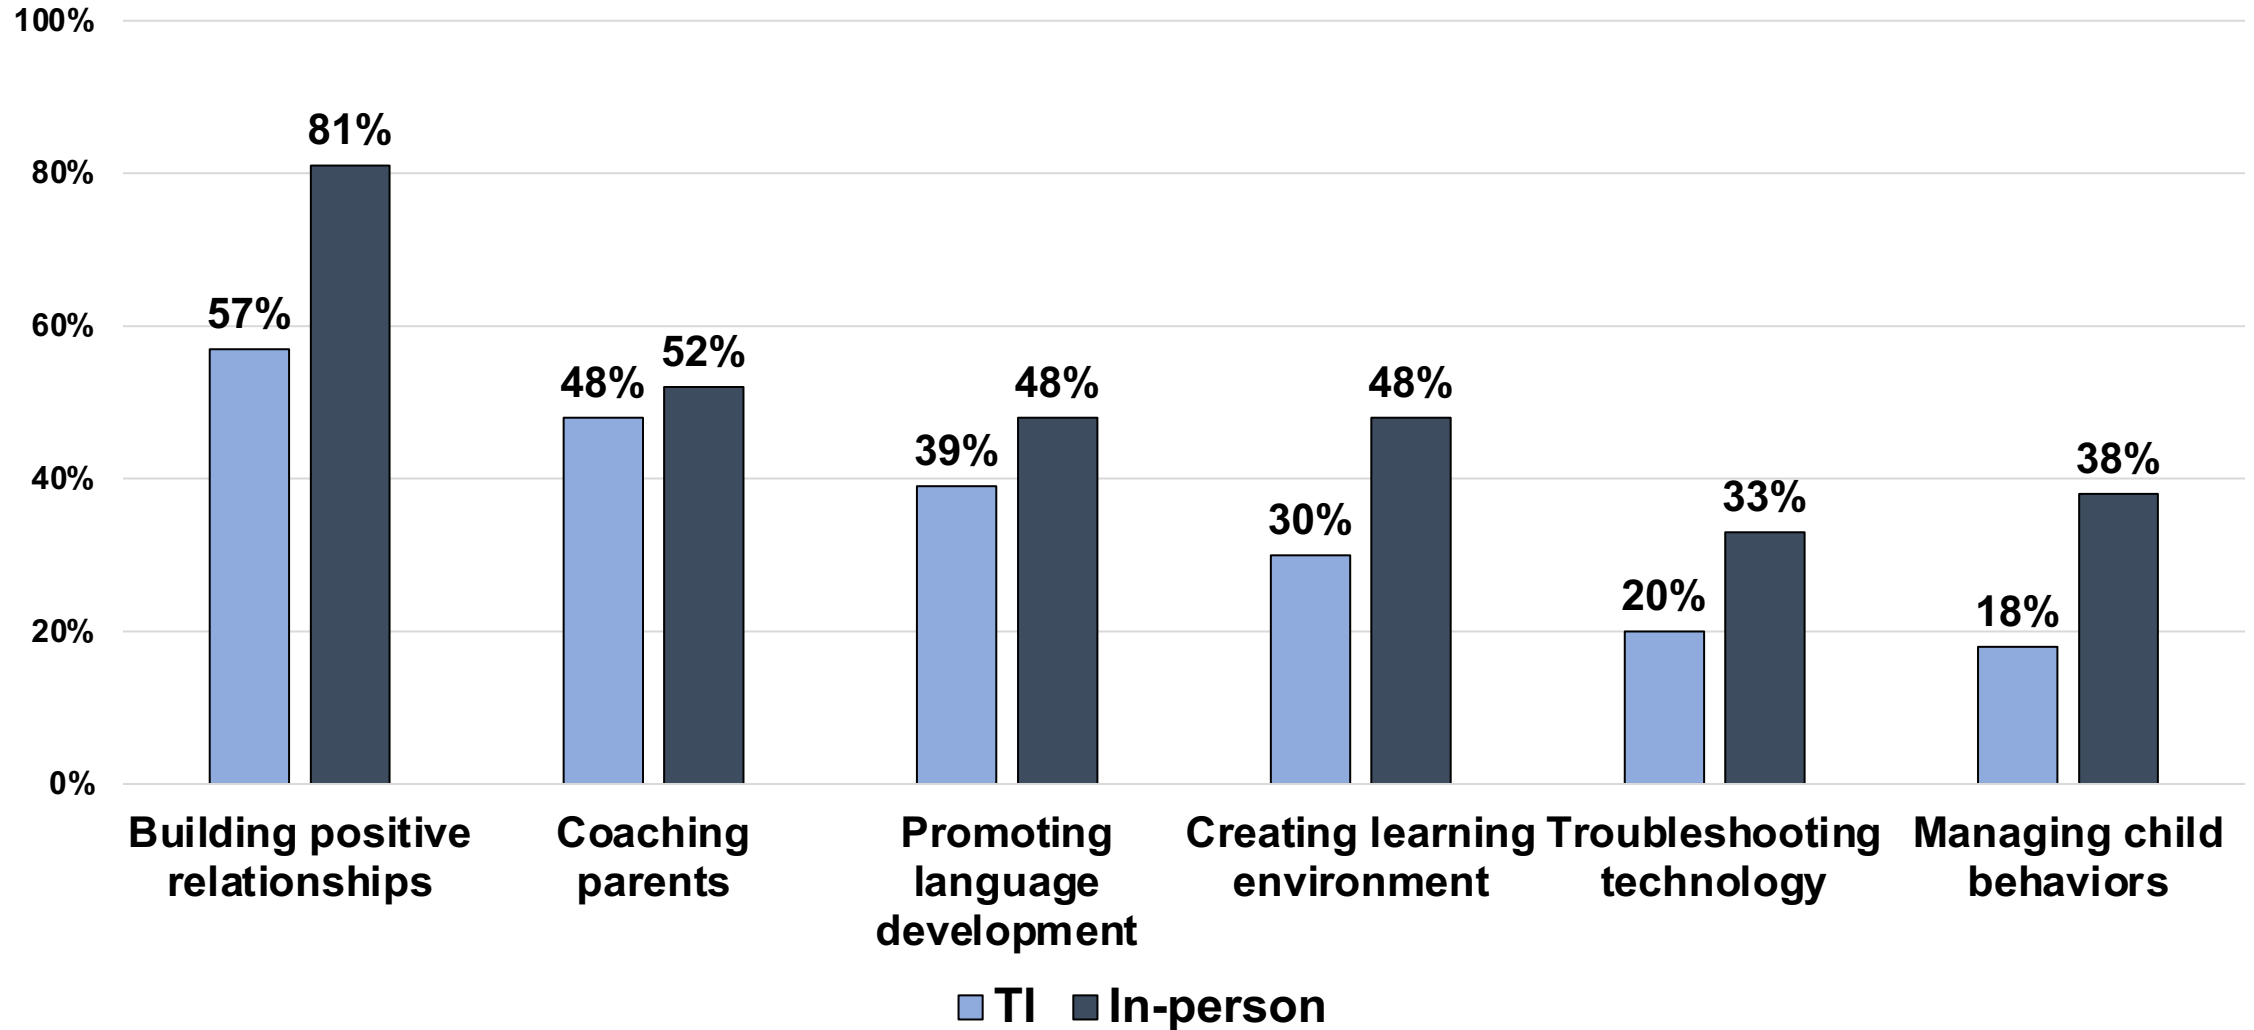 100%
80%
60%
40%
20%
0%
57%
81%
48%
52%
39%
48%
30%
48%
20%
33%
18%
38%
Building positive
relationships
Coaching
parents
Promoting
language
development
Creating learning
environment
Troubleshooting
technology
Managing child
behaviors
TI
In-person